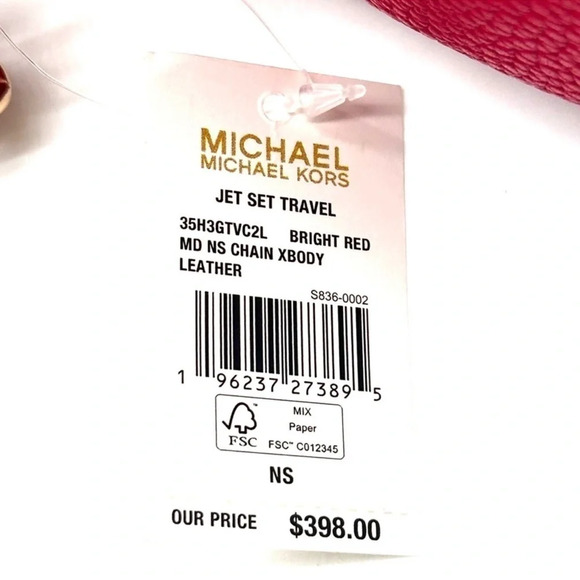 MICHAEL
MICHAEL KORS
JET SET TRAVEL
35H3GTVC2L BRIGHT RED
MD NS CHAIN XBODY
LEATHER
S836-0002
1 96237 27389 5
FSC™
MIX
Paper
FSC™ C012345
NS
OUR PRICE $398.00